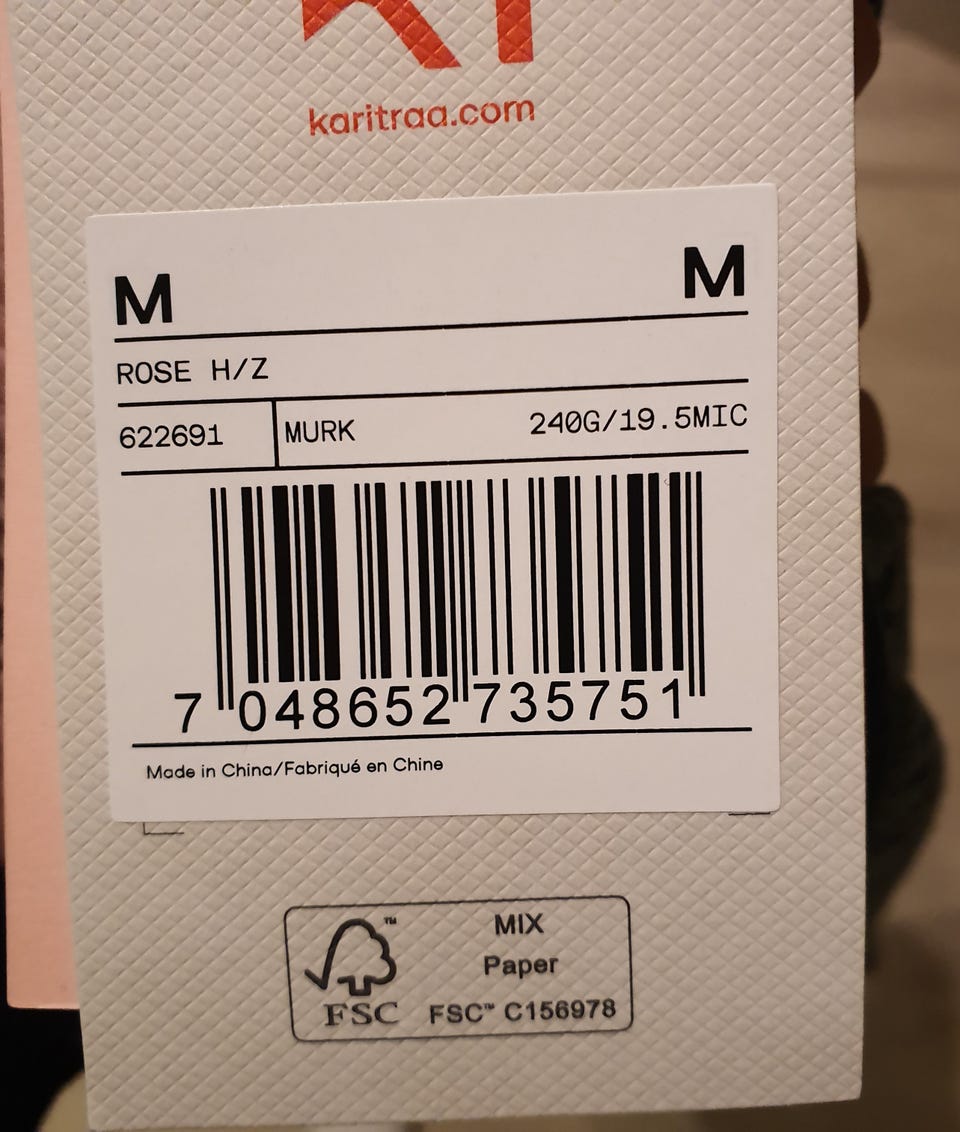 karitraa.com
M M
ROSE H/Z
622691 MURK 240G/19.5MIC
7 048652 735751
Made in China/Fabriqué en Chine
MIX
Paper
FSC™ FSC™ C156978